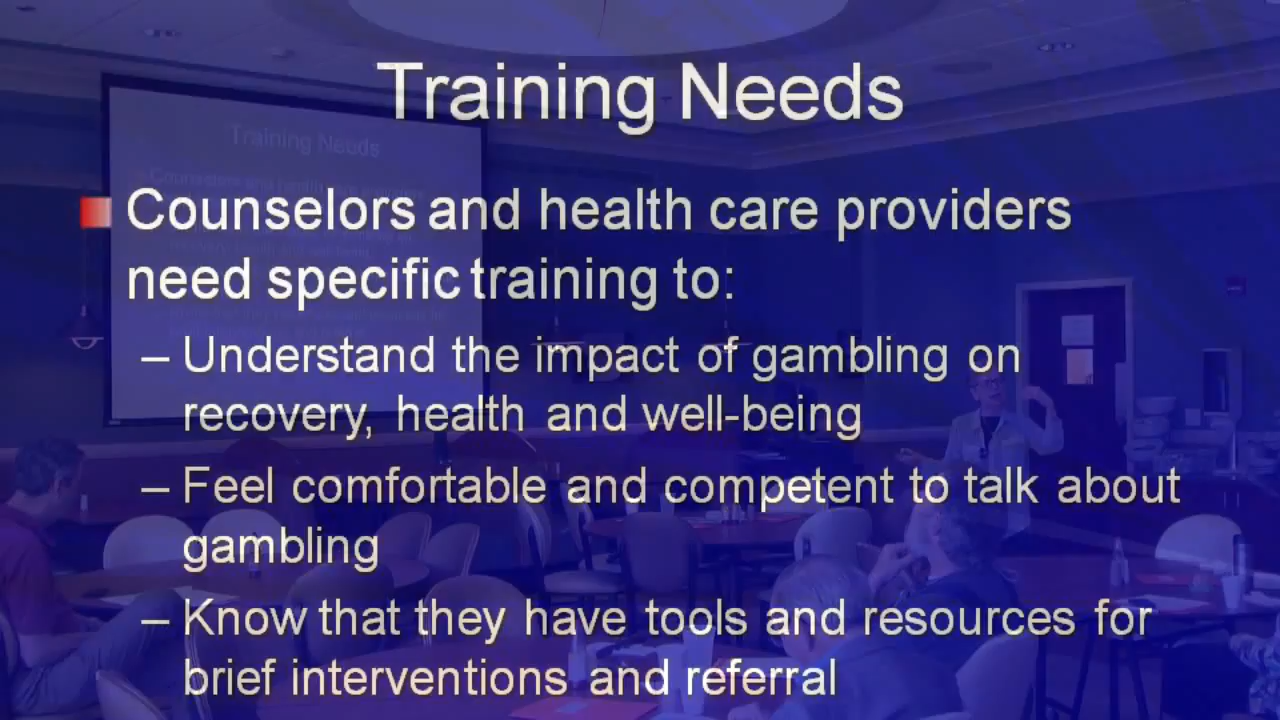 Training Needs
Counselors and health care providers
need specific training to:
– Understand the impact of gambling on
recovery, health and well-being
– Feel comfortable and competent to talk about
gambling
– Know that they have tools and resources for
brief interventions and referral
Training Needs